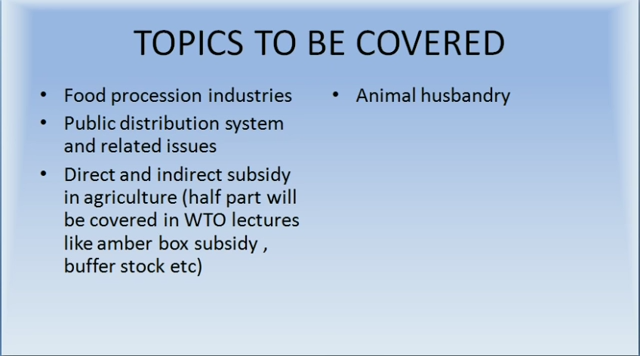 TOPICS TO BE COVERED
• Food procession industries
• Public distribution system
and related issues
• Direct and indirect subsidy
in agriculture (half part will
be covered in WTO lectures
like amber box subsidy ,
buffer stock etc)
• Animal husbandry